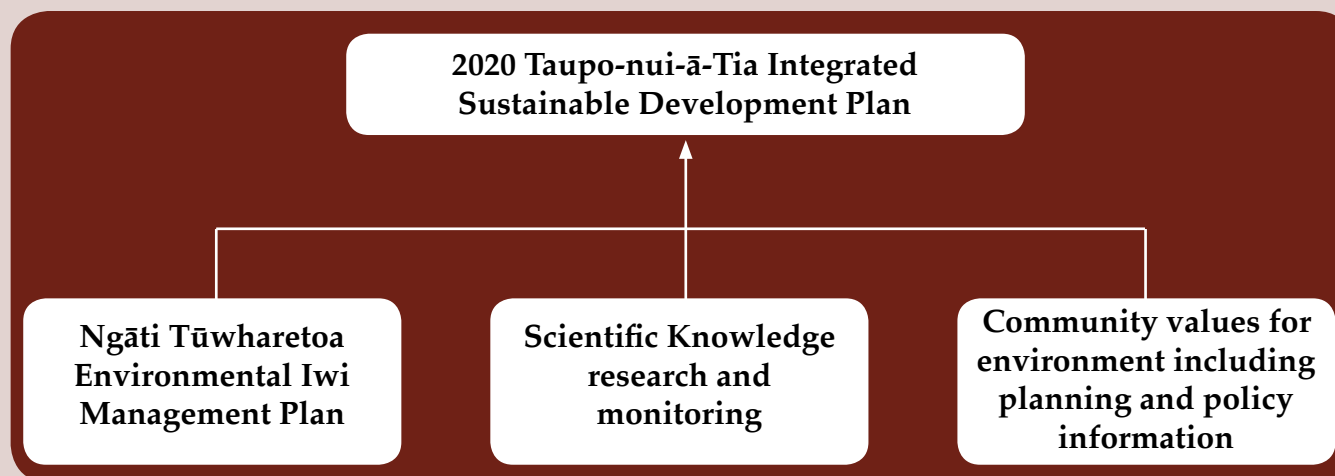 2020 Taupo-nui-ā-Tia Integrated
Sustainable Development Plan
Ngāti Tūwharetoa
Environmental Iwi
Management Plan
Scientific Knowledge
research and
monitoring
Community values for
environment including
planning and policy
information